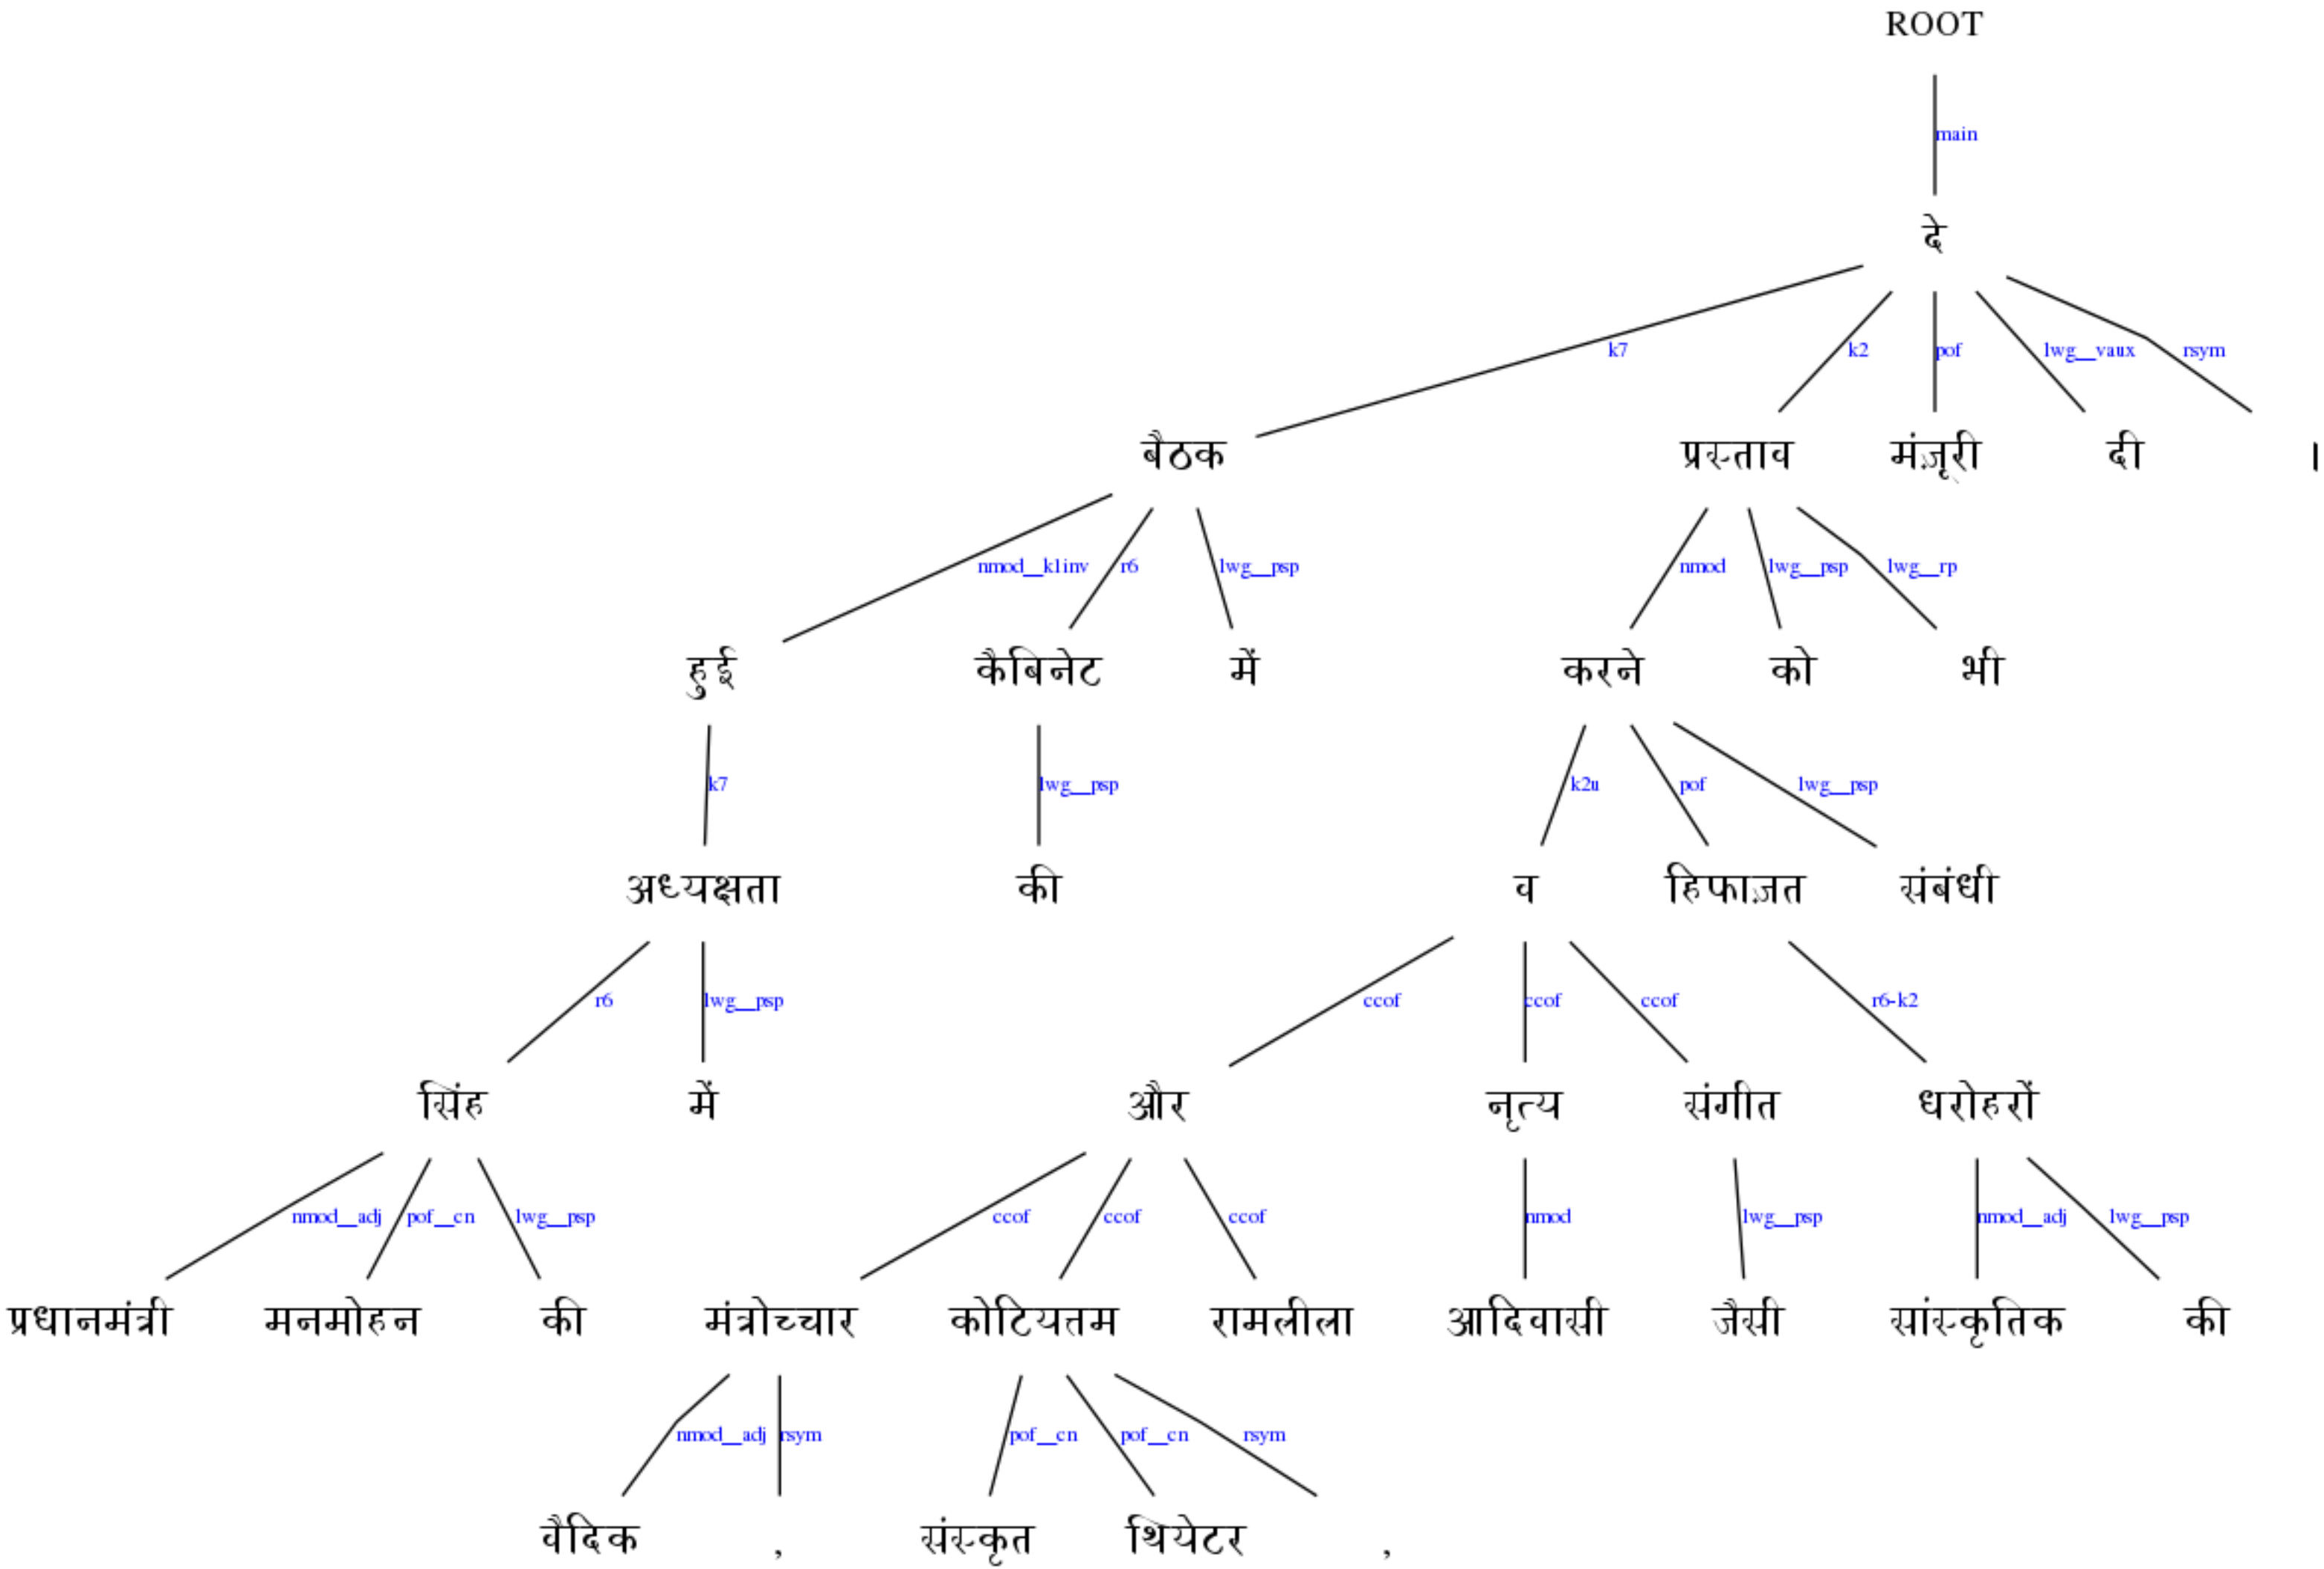 ROOT
main
दे
k7 k2 pof lwg__vaux rsym
बैठक प्रस्ताव मंज़ूरी दी ।
nmod__k1inv r6 lwg__psp nmod lwg__psp lwg__rp
हुई कैबिनेट में करने को भी
k7 lwg__psp k2u pof lwg__psp
अध्यक्षता की व हिफाज़त संबंधी
r6 lwg__psp ccof ccof ccof r6-k2
सिंह में और नृत्य संगीत धरोहरों
nmod__adj pof__cn lwg__psp ccof ccof ccof nmod lwg__psp nmod__adj lwg__psp
प्रधानमंत्री मनमोहन की मंत्रोच्चार कोटियत्तम रामलीला आदिवासी जैसी सांस्कृतिक की
nmod__adj rsym pof__cn pof__cn rsym
वैदिक , संस्कृत थियेटर ,